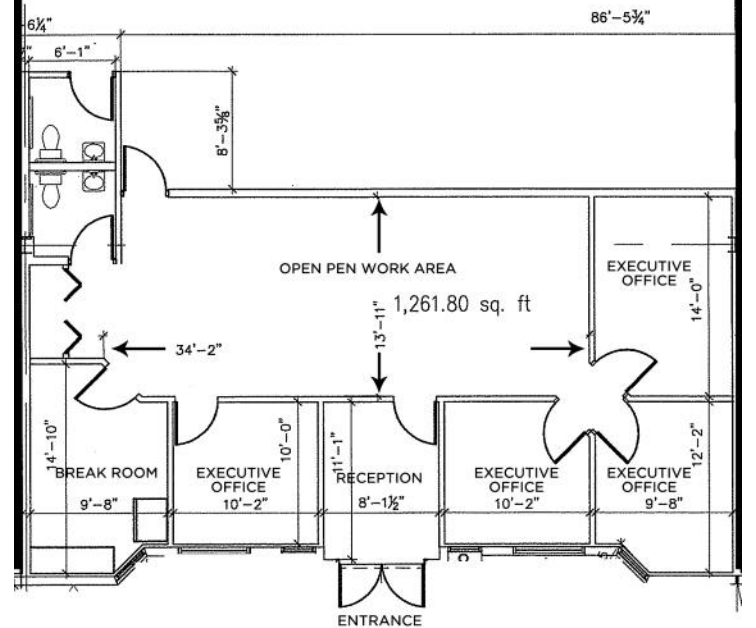 6¼"
86'-5¾"
6'-1"
8'-3⅝"
OPEN PEN WORK AREA
1,261.80 sq. ft
13'-11"
34'-2"
EXECUTIVE
OFFICE
14'-0"
14'-10"
BREAK ROOM
9'-8"
EXECUTIVE
OFFICE
10'-2"
10'-0"
11'-1"
RECEPTION
8'-1½"
EXECUTIVE
OFFICE
10'-2"
EXECUTIVE
OFFICE
9'-8"
12'-2"
ENTRANCE